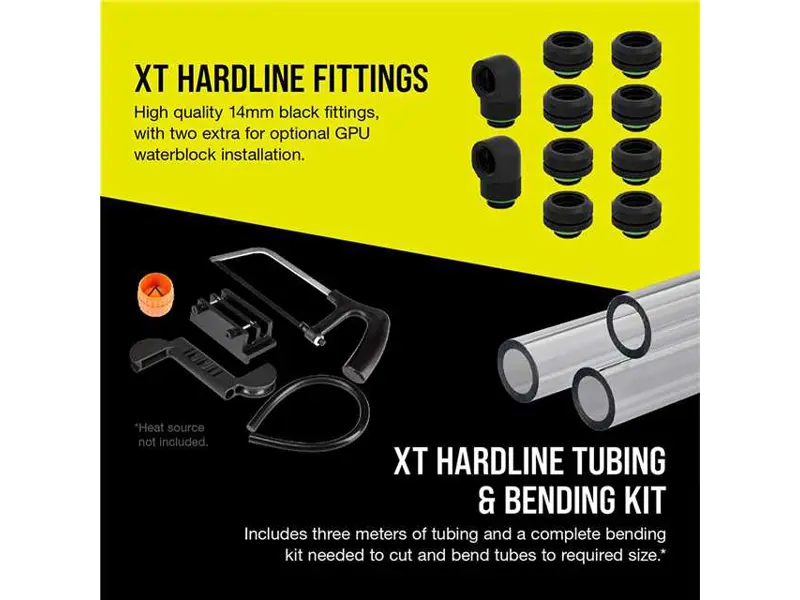 XT HARDLINE FITTINGS
High quality 14mm black fittings,
with two extra for optional GPU
waterblock installation.
*Heat source
not included.
XT HARDLINE TUBING
& BENDING KIT
Includes three meters of tubing and a complete bending
kit needed to cut and bend tubes to required size.*